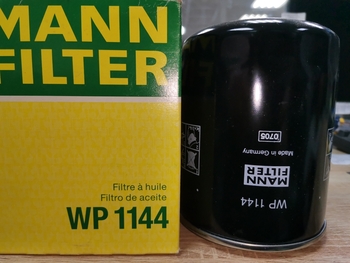 MANN
FILTER
Filtre à huile
Filtro de aceite
WP 1144
WP 1144
MANN
FILTER
Made in Germany
0705